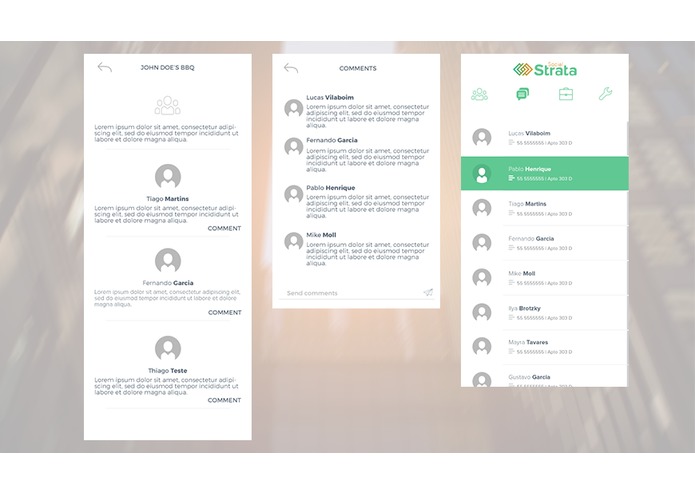 JOHN DOE'S BBQ
Lorem ipsum dolor sit amet, consectetur adipi-
scing elit, sed do eiusmod tempor incididunt ut
labore et dolore magna aliqua.
Tiago Martins
Lorem ipsum dolor sit amet, consectetur adipi-
scing elit, sed do eiusmod tempor incididunt ut
labore et dolore magna aliqua.
COMMENT
Fernando Garcia
Lorem ipsum dolor sit amet, consectetur adipiscing elit,
sed do eiusmod tempor incididunt ut labore et dolore
magna aliqua.
COMMENT
Thiago Teste
Lorem ipsum dolor sit amet, consectetur adipi-
scing elit, sed do eiusmod tempor incididunt ut
labore et dolore magna aliqua.
COMMENT
COMMENTS
Lucas Vilaboim
Lorem ipsum dolor sit amet, consectetur
adipiscing elit, sed do eiusmod tempor
incididunt ut labore et dolore magna
aliqua.
Fernando Garcia
Lorem ipsum dolor sit amet, consectetur
adipiscing elit, sed do eiusmod tempor
incididunt ut labore et dolore magna
aliqua.
Pablo Henrique
Lorem ipsum dolor sit amet, consectetur
adipiscing elit, sed do eiusmod tempor
incididunt ut labore et dolore magna
aliqua.
Mike Moll
Lorem ipsum dolor sit amet, consectetur
adipiscing elit, sed do eiusmod tempor
incididunt ut labore et dolore magna
aliqua.
Send comments
Strata
Lucas Vilaboim
55 5555555 | Apto 303 D
Pablo Henrique
55 5555555 | Apto 303 D
Tiago Martins
55 5555555 | Apto 303 D
Fernando Garcia
55 5555555 | Apto 303 D
Mike Moll
55 5555555 | Apto 303 D
Ilya Brotzky
55 5555555 | Apto 303 D
Mayra Tavares
55 5555555 | Apto 303 D
Gustavo Garcia